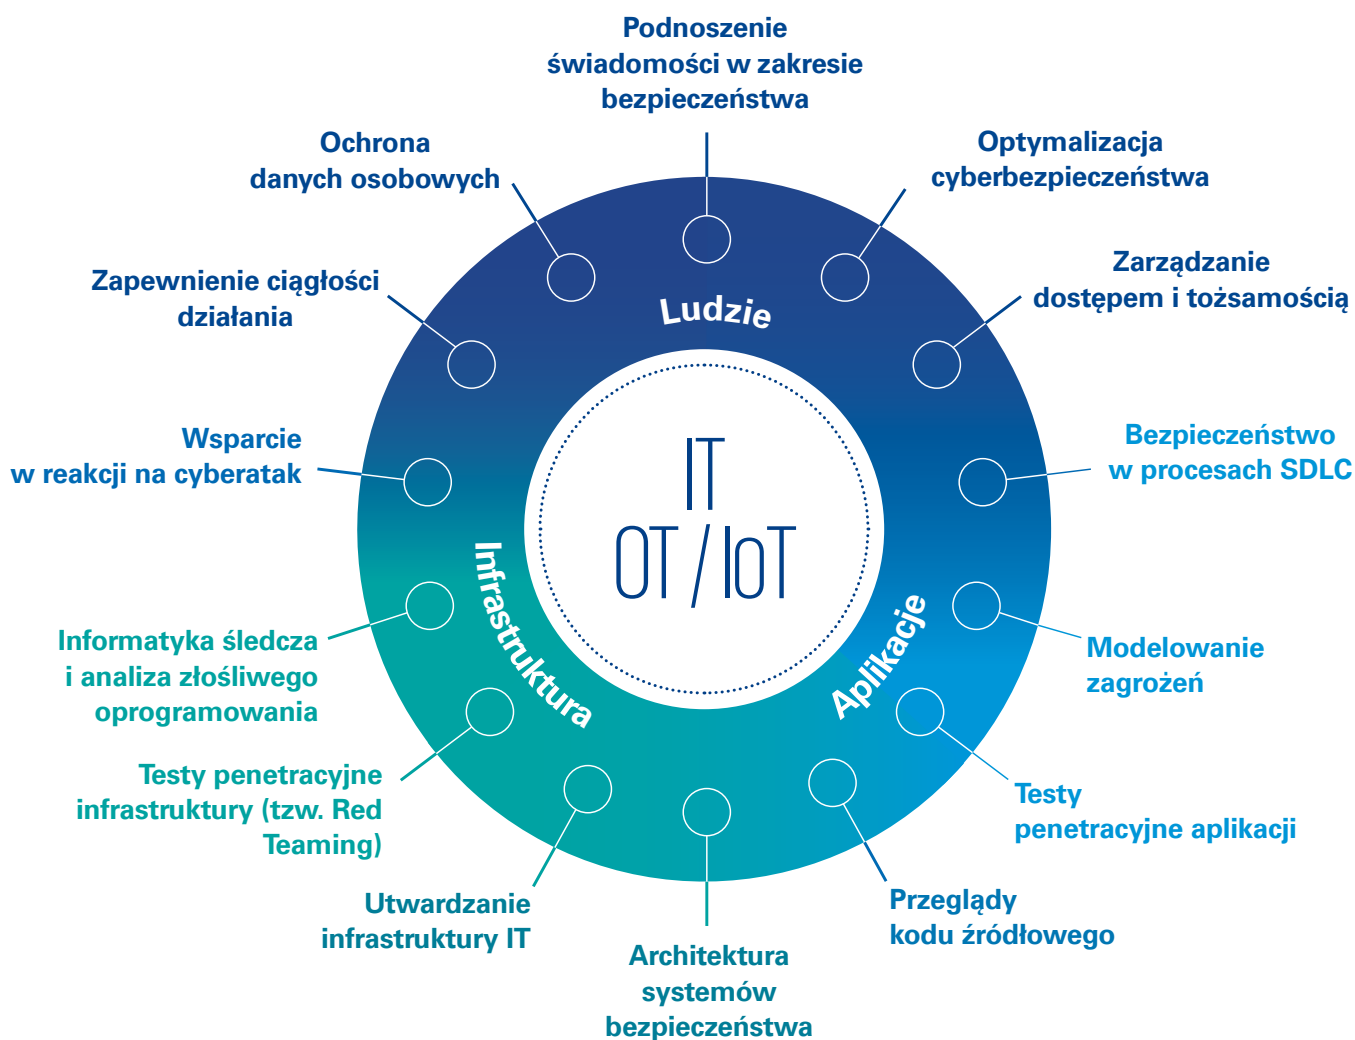 Podnoszenie
świadomości w zakresie
bezpieczeństwa
Optymalizacja
cyberbezpieczeństwa
Zarządzanie
dostępem i tożsamością
Bezpieczeństwo
w procesach SDLC
Modelowanie
zagrożeń
Testy
penetracyjne aplikacji
Przeglądy
kodu źródłowego
Architektura
systemów
bezpieczeństwa
Utwardzanie
infrastruktury IT
Testy penetracyjne
infrastruktury (tzw. Red
Teaming)
Informatyka śledcza
i analiza złośliwego
oprogramowania
Wsparcie
w reakcji na cyberatak
Zapewnienie ciągłości
działania
Ochrona
danych osobowych
Ludzie
Aplikacje
Infrastruktura
IT
OT / IoT